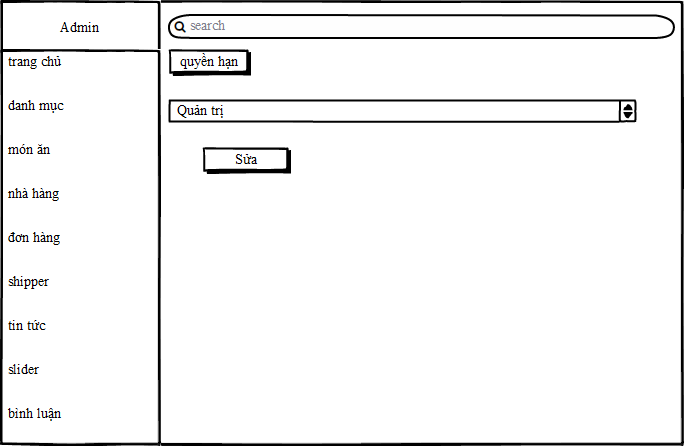 Admin
search
trang chủ
quyền hạn
danh mục
Quản trị
món ăn
Sửa
nhà hàng
đơn hàng
shipper
tin tức
slider
bình luận